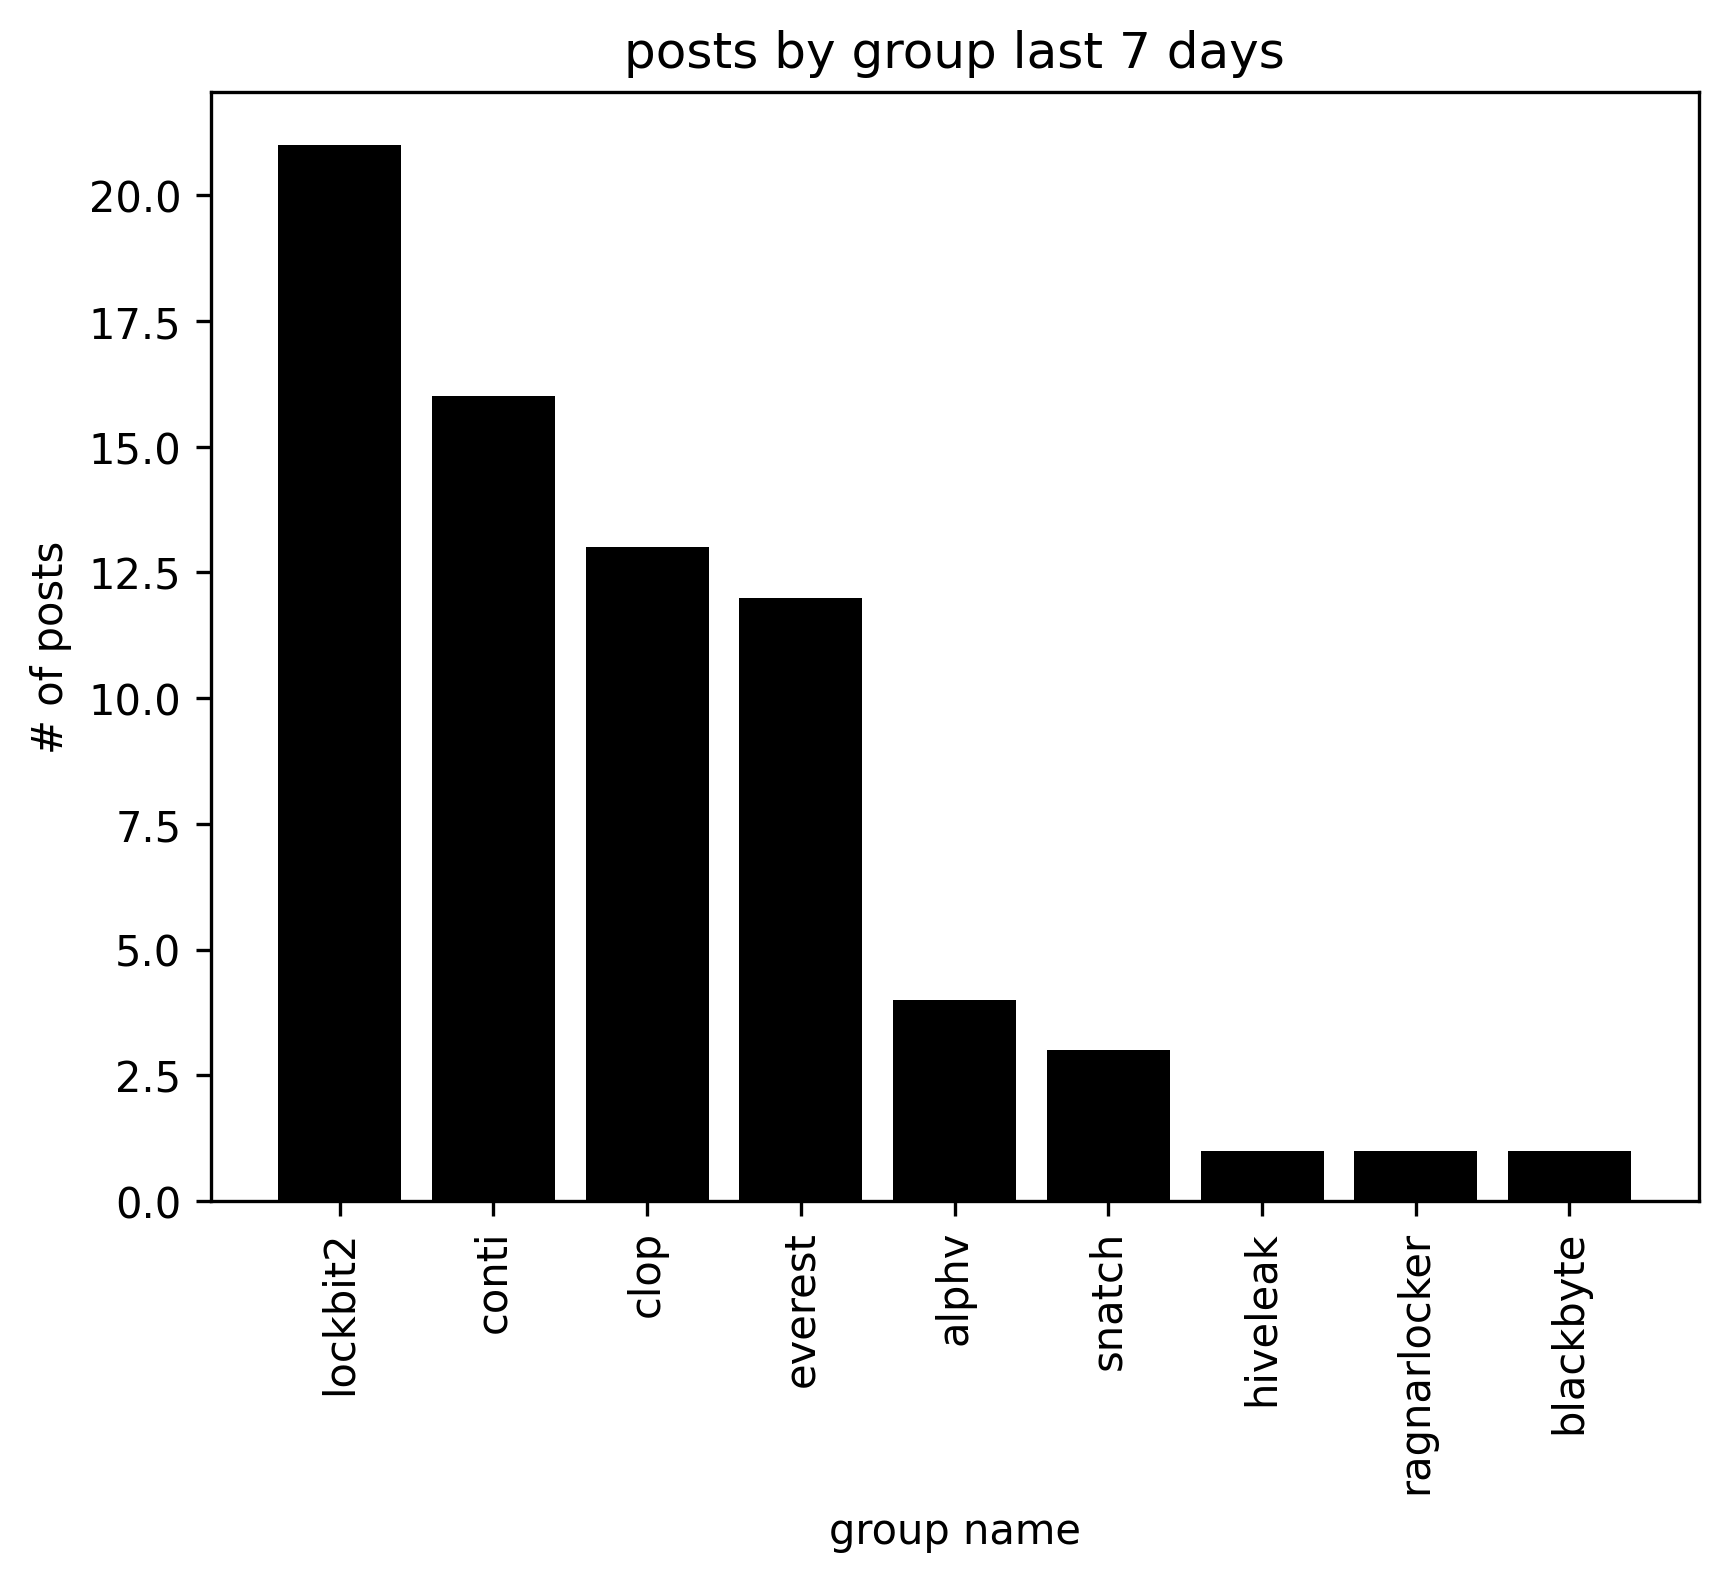 posts by group last 7 days
# of posts
20.0
17.5
15.0
12.5
10.0
7.5
5.0
2.5
0.0
lockbit2
conti
clop
everest
alphv
snatch
hiveleak
ragnarlocker
blackbyte
group name